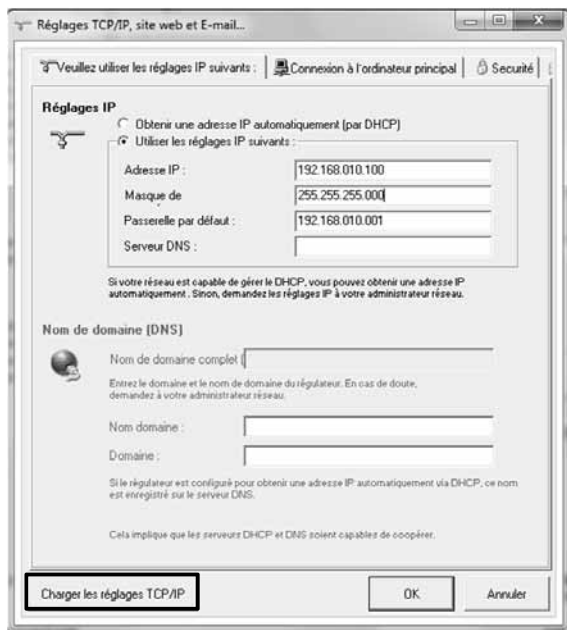 Réglages TCP/IP, site web et E-mail...
Veuillez utiliser les réglages IP suivants : Connexion à l'ordinateur principal Securité
Réglages IP
Obtenir une adresse IP automatiquement (par DHCP)
Utiliser les réglages IP suivants :
Adresse IP : 192.168.010.100
Masque de 255.255.255.000
Passerelle par défaut : 192.168.010.001
Serveur DNS :
Si votre réseau est capable de gérer le DHCP, vous pouvez obtenir une adresse IP
automatiquement . Sinon, demandez les réglages IP à votre administrateur réseau.
Nom de domaine (DNS)
Nom de domaine complet (
Entrez le domaine et le nom de domaine du régulateur. En cas de doute,
demandez à votre administrateur réseau.
Nom domaine :
Domaine :
Si le régulateur est configuré pour obtenir une adresse IP automatiquement via DHCP, ce nom
est enregistré sur le serveur DNS.
Cela implique que les serveurs DHCP et DNS soient capables de coopérer.
Charger les réglages TCP/IP OK Annuler